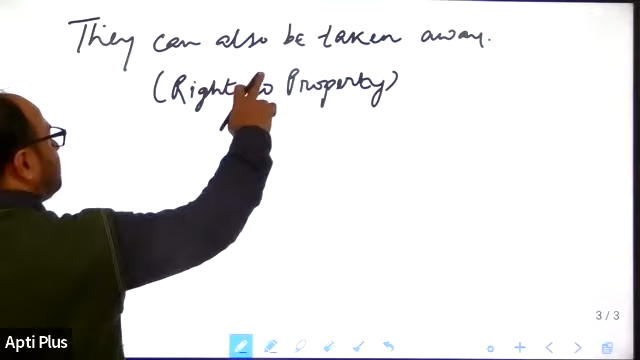 They can also be taken away.
(Right to Property)
3 / 3
Apti Plus